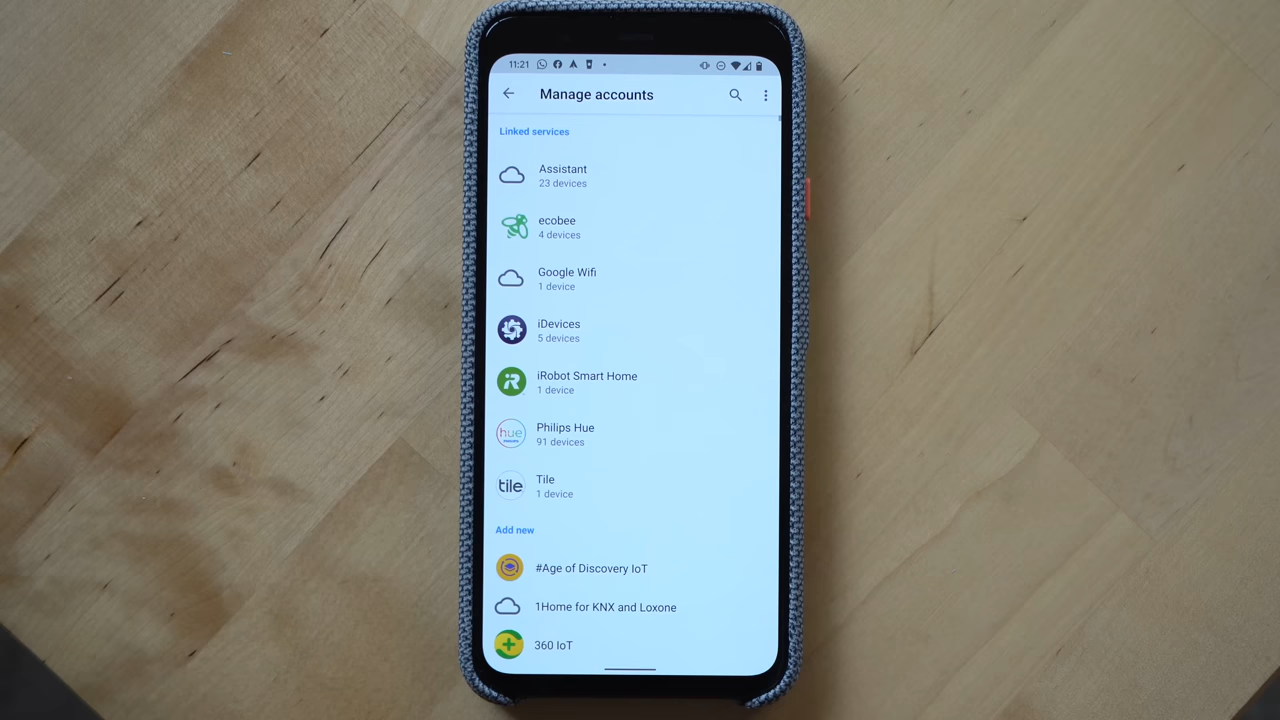 11:21
Manage accounts
Linked services
Assistant
23 devices
ecobee
4 devices
Google Wifi
1 device
iDevices
5 devices
iRobot Smart Home
1 device
hue
Philips Hue
91 devices
tile
Tile
1 device
Add new
#Age of Discovery IoT
1Home for KNX and Loxone
360 IoT